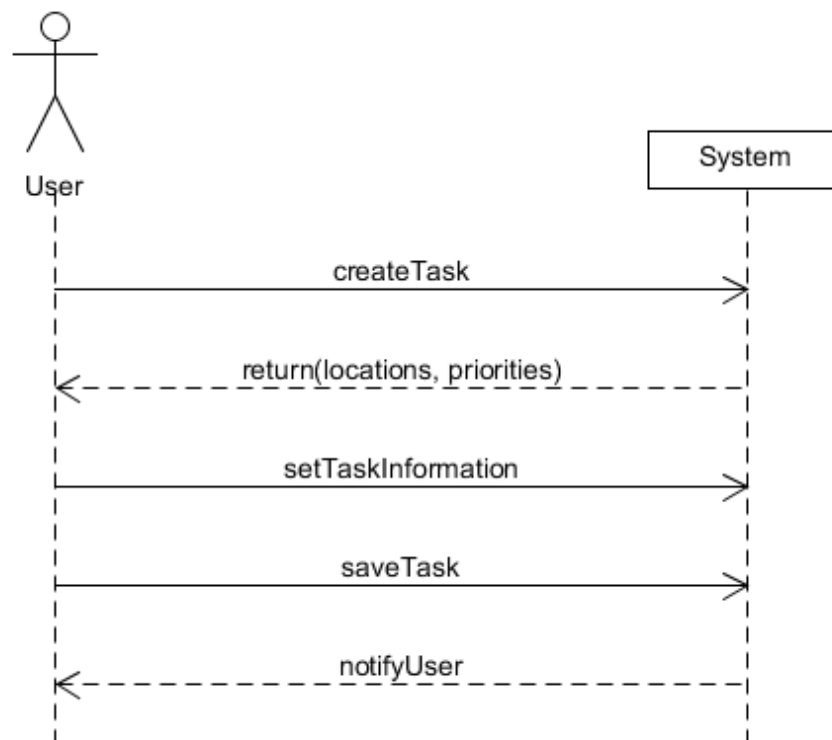 User
System
createTask
return(locations, priorities)
setTaskInformation
saveTask
notifyUser